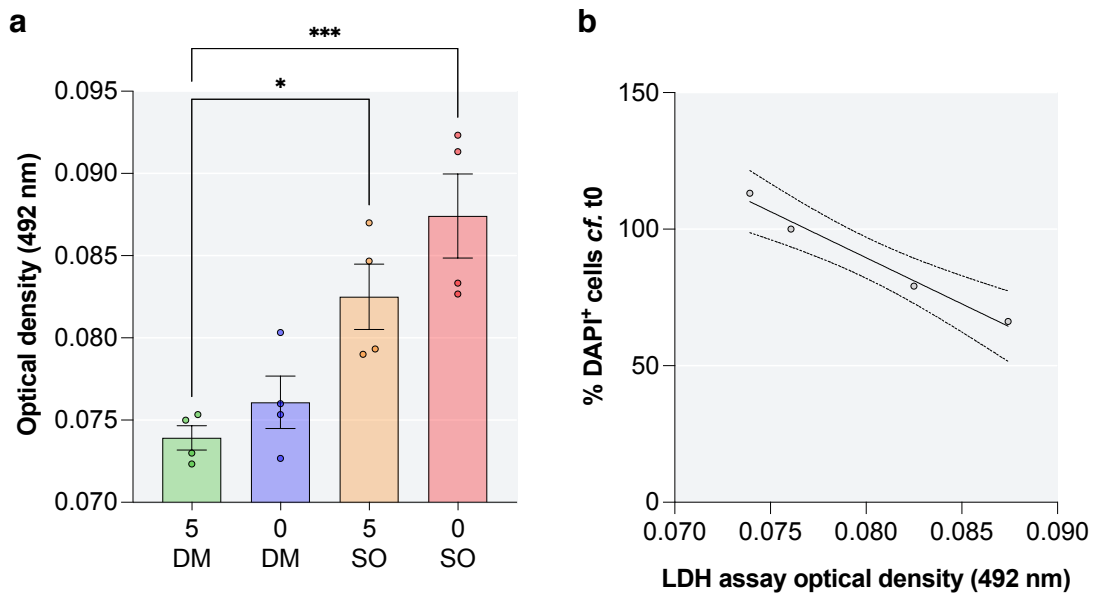 a
***
*
Optical density (492 nm)
0.095
0.090
0.085
0.080
0.075
0.070
5 0 5 0
DM DM SO SO
b
% DAPI⁺ cells cf. t0
150
100
50
0
0.070 0.075 0.080 0.085 0.090
LDH assay optical density (492 nm)